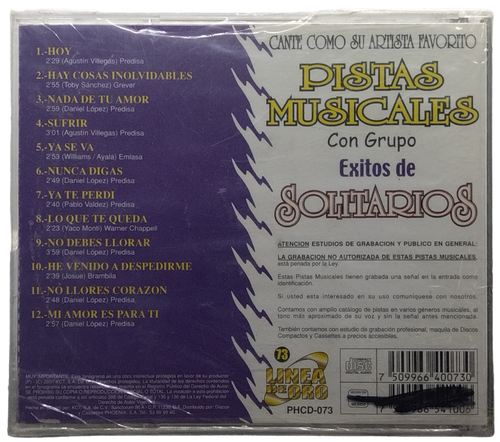 CANTE COMO SU ARTISTA FAVORITO
PISTAS
MUSICALES
Con Grupo
Exitos de
SOLITARIOS
1.-HOY
2:29 (Agustín Villegas) Predisa
2.-HAY COSAS INOLVIDABLES
2:55 (Toby Sánchez) Grever
3.-NADA DE TU AMOR
2:59 (Daniel López) Predisa
4.-SUFRIR
3:01 (Agustín Villegas) Predisa
5.-YA SE VA
2:53 (Williams / Ayala) Emlasa
6.-NUNCA DIGAS
2:49 (Daniel López) Predisa
7.-YA TE PERDI
2:40 (Pablo Valdez) Predisa
8.-LO QUE TE QUEDA
2:23 (Yaco Monti) Warner Chappell
9.-NO DEBES LLORAR
3:59 (Daniel López) Predisa
10.-HE VENIDO A DESPEDIRME
2:39 (Josue) Brambila
11.-NO LLORES CORAZON
2:48 (Daniel López) Predisa
12.-MI AMOR ES PARA TI
2:57 (Daniel López) Predisa
ATENCION ESTUDIOS DE GRABACION Y PUBLICO EN GENERAL:
LA GRABACION NO AUTORIZADA DE ESTAS PISTAS MUSICALES,
está penada por la Ley.
Estas Pistas Musicales tienen grabada una señal en la entrada como
identificación.
Si usted esta interesado en su uso comuniquese con nosotros.
Contamos con amplio catálogo de pistas en varios géneros musicales, al
tono más aproximado de su voz y sin la señal antes mencionada.
También contamos con estudio de grabación profesional, maquila de Discos
Compactos y Cassettes a precios accesibles.
73
LINEA
DE ORO
PHCD-073
COMPACT
disc
7 509966 400730